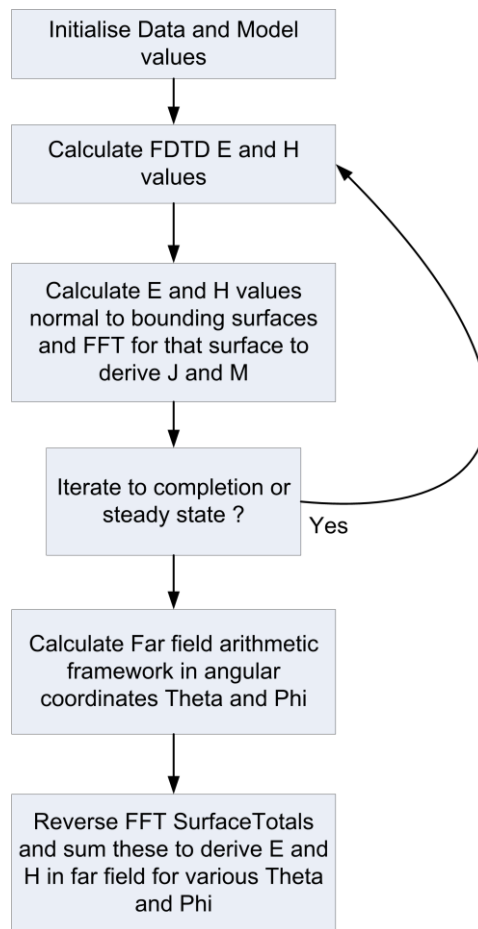 Initialise Data and Model
values
Calculate FDTD E and H
values
Calculate E and H values
normal to bounding surfaces
and FFT for that surface to
derive J and M
Iterate to completion or
steady state ?
Yes
Calculate Far field arithmetic
framework in angular
coordinates Theta and Phi
Reverse FFT SurfaceTotals
and sum these to derive E and
H in far field for various Theta
and Phi